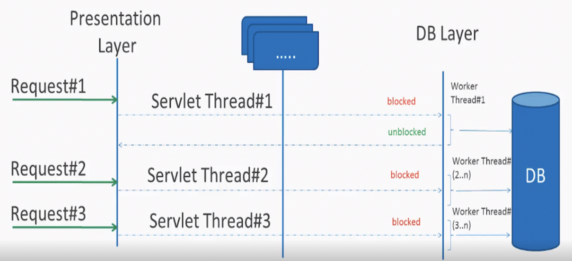 Presentation
Layer
.....
DB Layer
Request#1
Servlet Thread#1
blocked
Worker
Thread#1
unblocked
Request#2
Servlet Thread#2
blocked
Worker Thread#
(2..n)
DB
Request#3
Servlet Thread#3
blocked
Worker Thread#
(3..n)